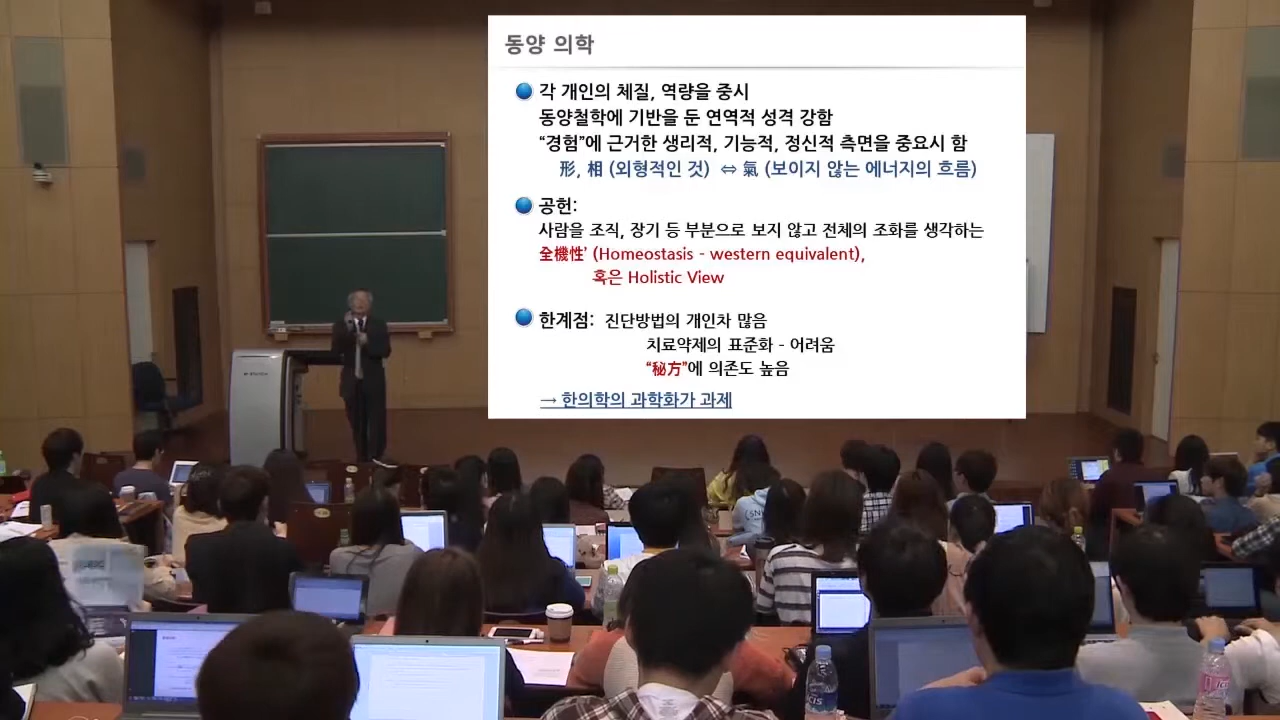 동양 의학
각 개인의 체질, 역량을 중시
동양철학에 기반을 둔 연역적 성격 강함
“경험”에 근거한 생리적, 기능적, 정신적 측면을 중요시 함
形, 相 (외형적인 것) ⇔ 氣 (보이지 않는 에너지의 흐름)
공헌:
사람을 조직, 장기 등 부분으로 보지 않고 전체의 조화를 생각하는
全機性’ (Homeostasis - western equivalent),
혹은 Holistic View
한계점: 진단방법의 개인차 많음
치료약제의 표준화 - 어려움
“秘方”에 의존도 높음
→ 한의학의 과학화가 과제